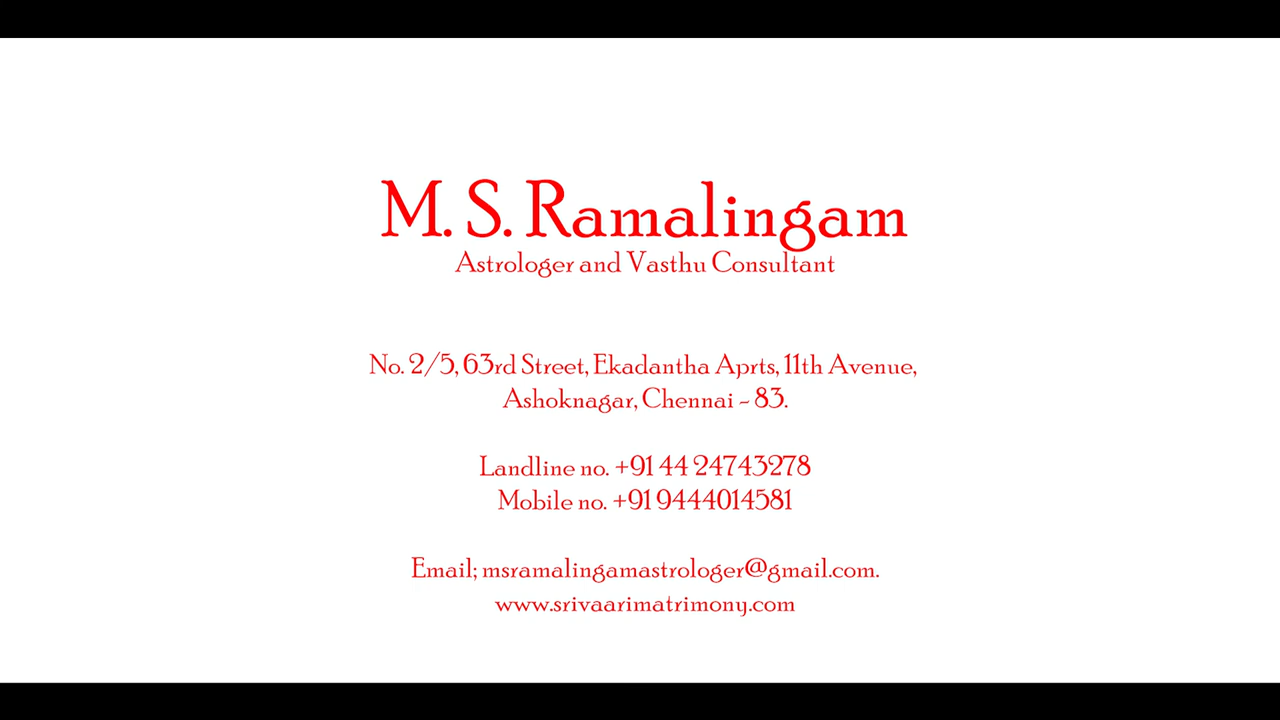 M. S. Ramalingam
Astrologer and Vasthu Consultant
No. 2/5, 63rd Street, Ekadantha Aprts, 11th Avenue,
Ashoknagar, Chennai - 83.
Landline no. +91 44 24743278
Mobile no. +91 9444014581
Email; msramalingamastrologer@gmail.com.
www.srivaarimatrimony.com